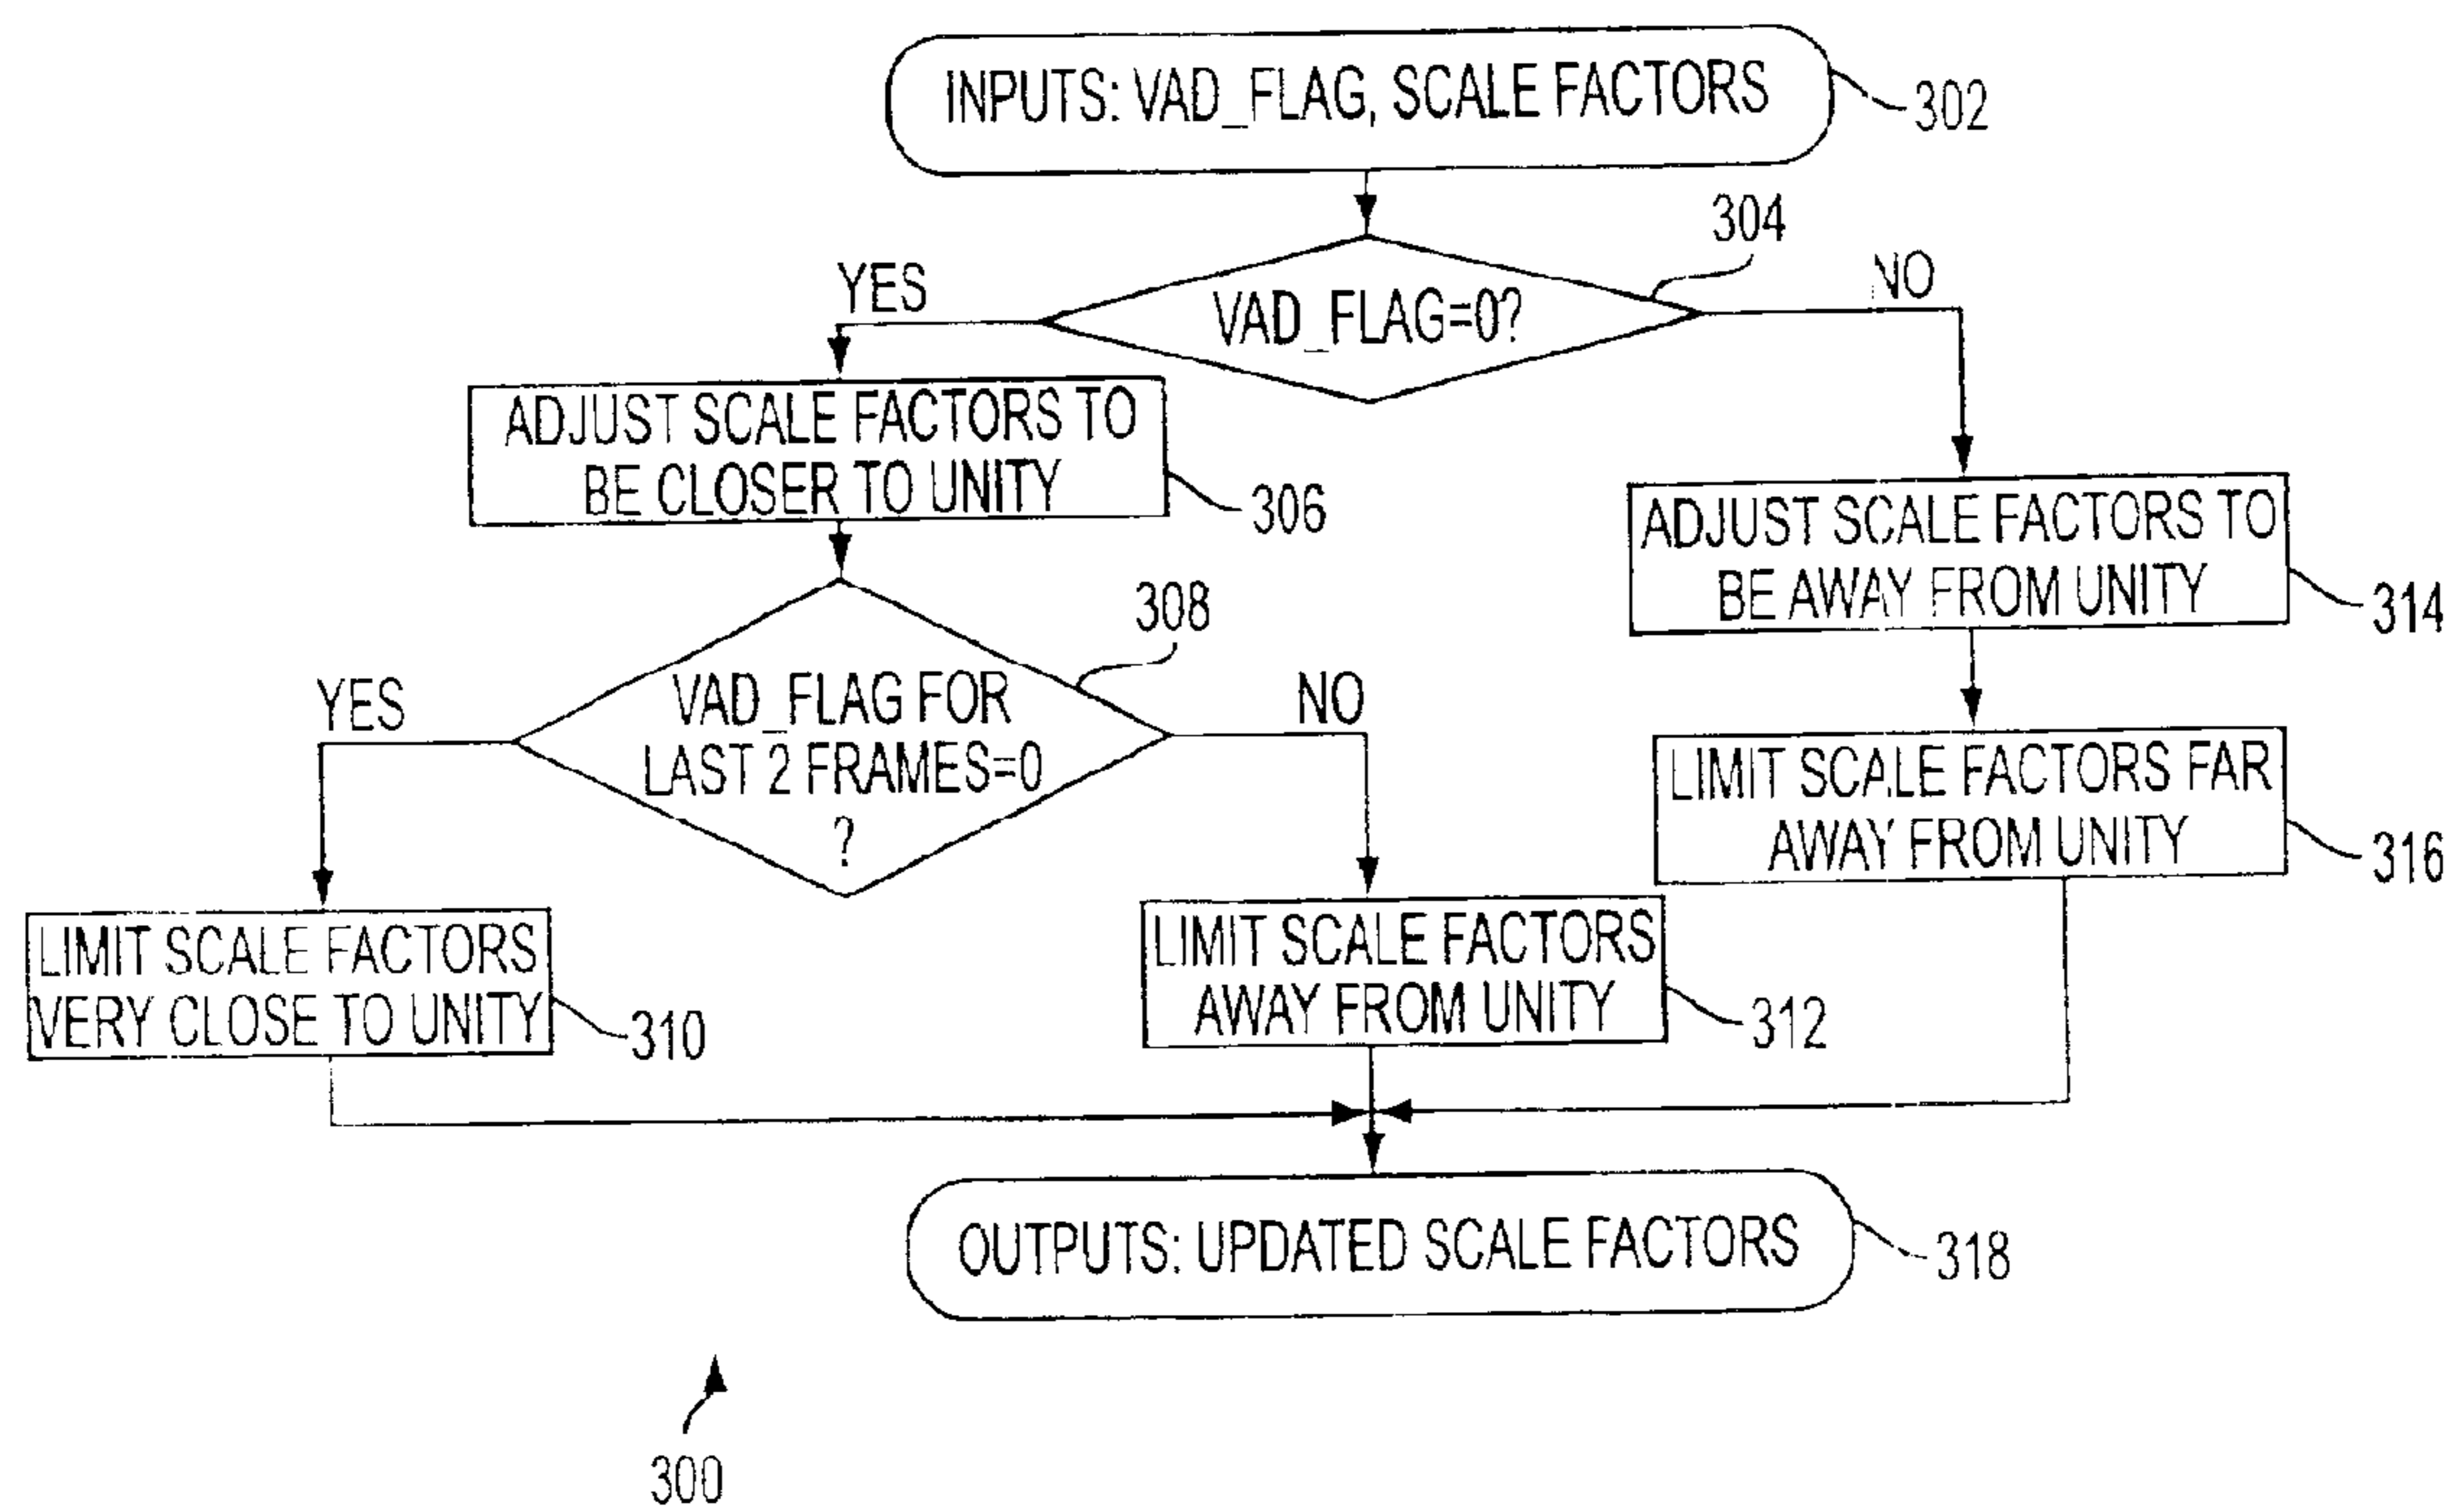 INPUTS: VAD_FLAG, SCALE FACTORS
302
304
YES
NO
VAD_FLAG=0?
ADJUST SCALE FACTORS TO
BE CLOSER TO UNITY
306
ADJUST SCALE FACTORS TO
BE AWAY FROM UNITY
314
308
YES
NO
VAD_FLAG FOR
LAST 2 FRAMES=0
?
LIMIT SCALE FACTORS FAR
AWAY FROM UNITY
316
LIMIT SCALE FACTORS
VERY CLOSE TO UNITY
310
LIMIT SCALE FACTORS
AWAY FROM UNITY
312
OUTPUTS: UPDATED SCALE FACTORS
318
300